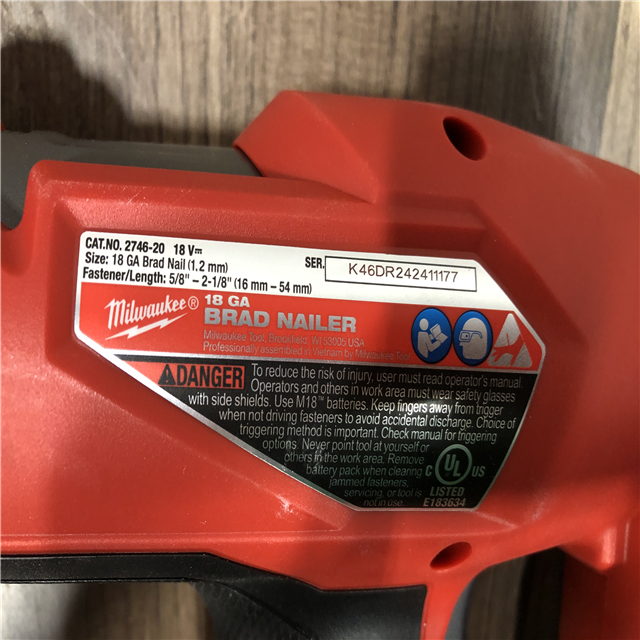 CAT.NO. 2746-20 18 V⎓
Size: 18 GA Brad Nail (1.2 mm)
Fastener/Length: 5/8" – 2-1/8" (16 mm – 54 mm)
SER. K46DR242411177
Milwaukee®
18 GA
BRAD NAILER
Milwaukee Tool, Brookfield, WI 53005 USA
Professionally assembled in Vietnam by Milwaukee Tool
DANGER To reduce the risk of injury, user must read operator's manual.
Operators and others in work area must wear safety glasses
with side shields. Use M18™ batteries. Keep fingers away from trigger
when not driving fasteners to avoid accidental discharge. Choice of
triggering method is important. Check manual for triggering
options. Never point tool at yourself or
others in the work area. Remove
battery pack when clearing
jammed fasteners,
servicing, or tool is
not in use.
C UL US
LISTED
E183634